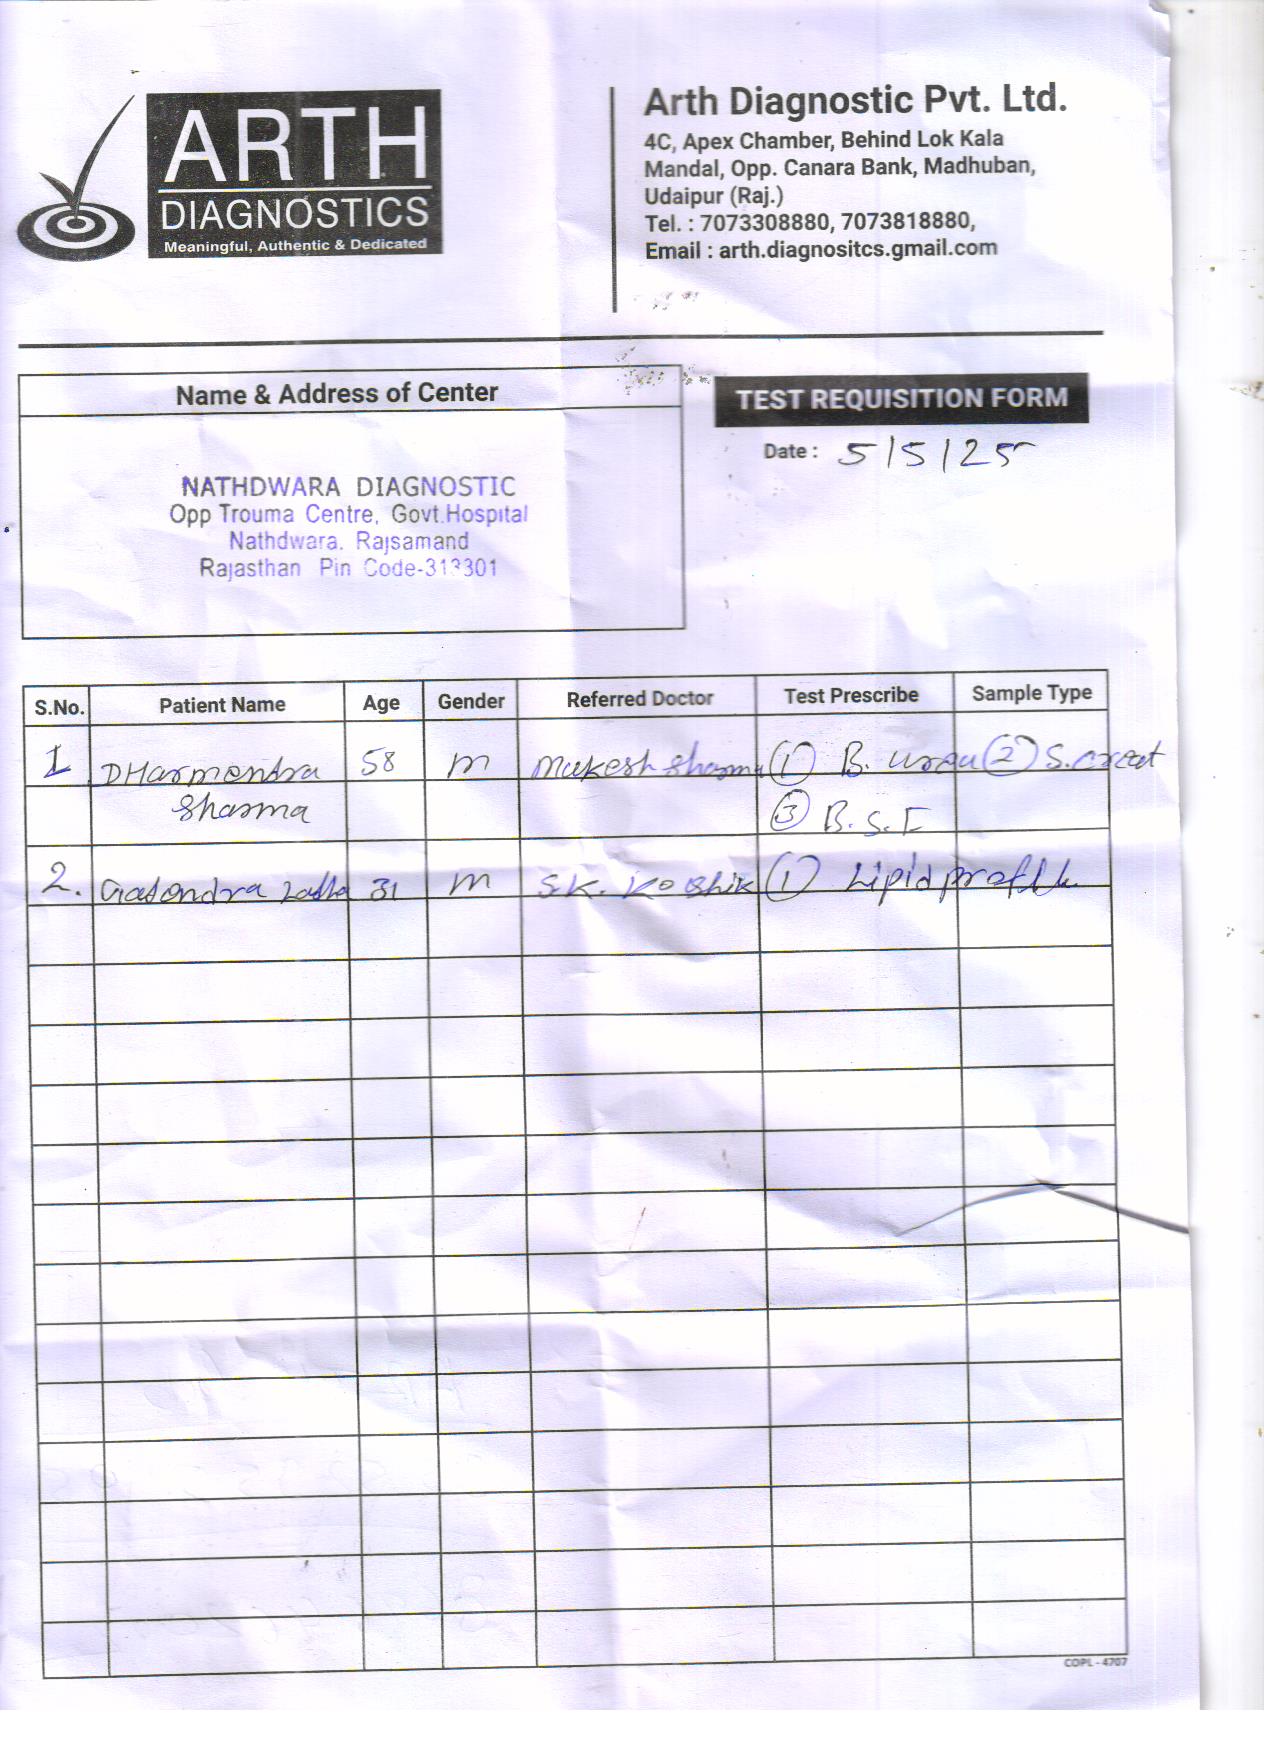 ARTH
DIAGNOSTICS
Meaningful, Authentic & Dedicated
Arth Diagnostic Pvt. Ltd.
4C, Apex Chamber, Behind Lok Kala
Mandal, Opp. Canara Bank, Madhuban,
Udaipur (Raj.)
Tel. : 7073308880, 7073818880,
Email : arth.diagnositcs.gmail.com
Name & Address of Center
NATHDWARA DIAGNOSTIC
Opp Trouma Centre, Govt.Hospital
Nathdwara. Rajsamand
Rajasthan Pin Code-313301
TEST REQUISITION FORM
Date : 5/5/25
S.No. Patient Name Age Gender Referred Doctor Test Prescribe Sample Type
1 DHarmendra 58 m Mukesh Sharma (1) B. Urea (2) S. creat
Sharma (3) B.S.F
2. 31 m S.K. Koshik (1) Lipid profile
COPL - 4707